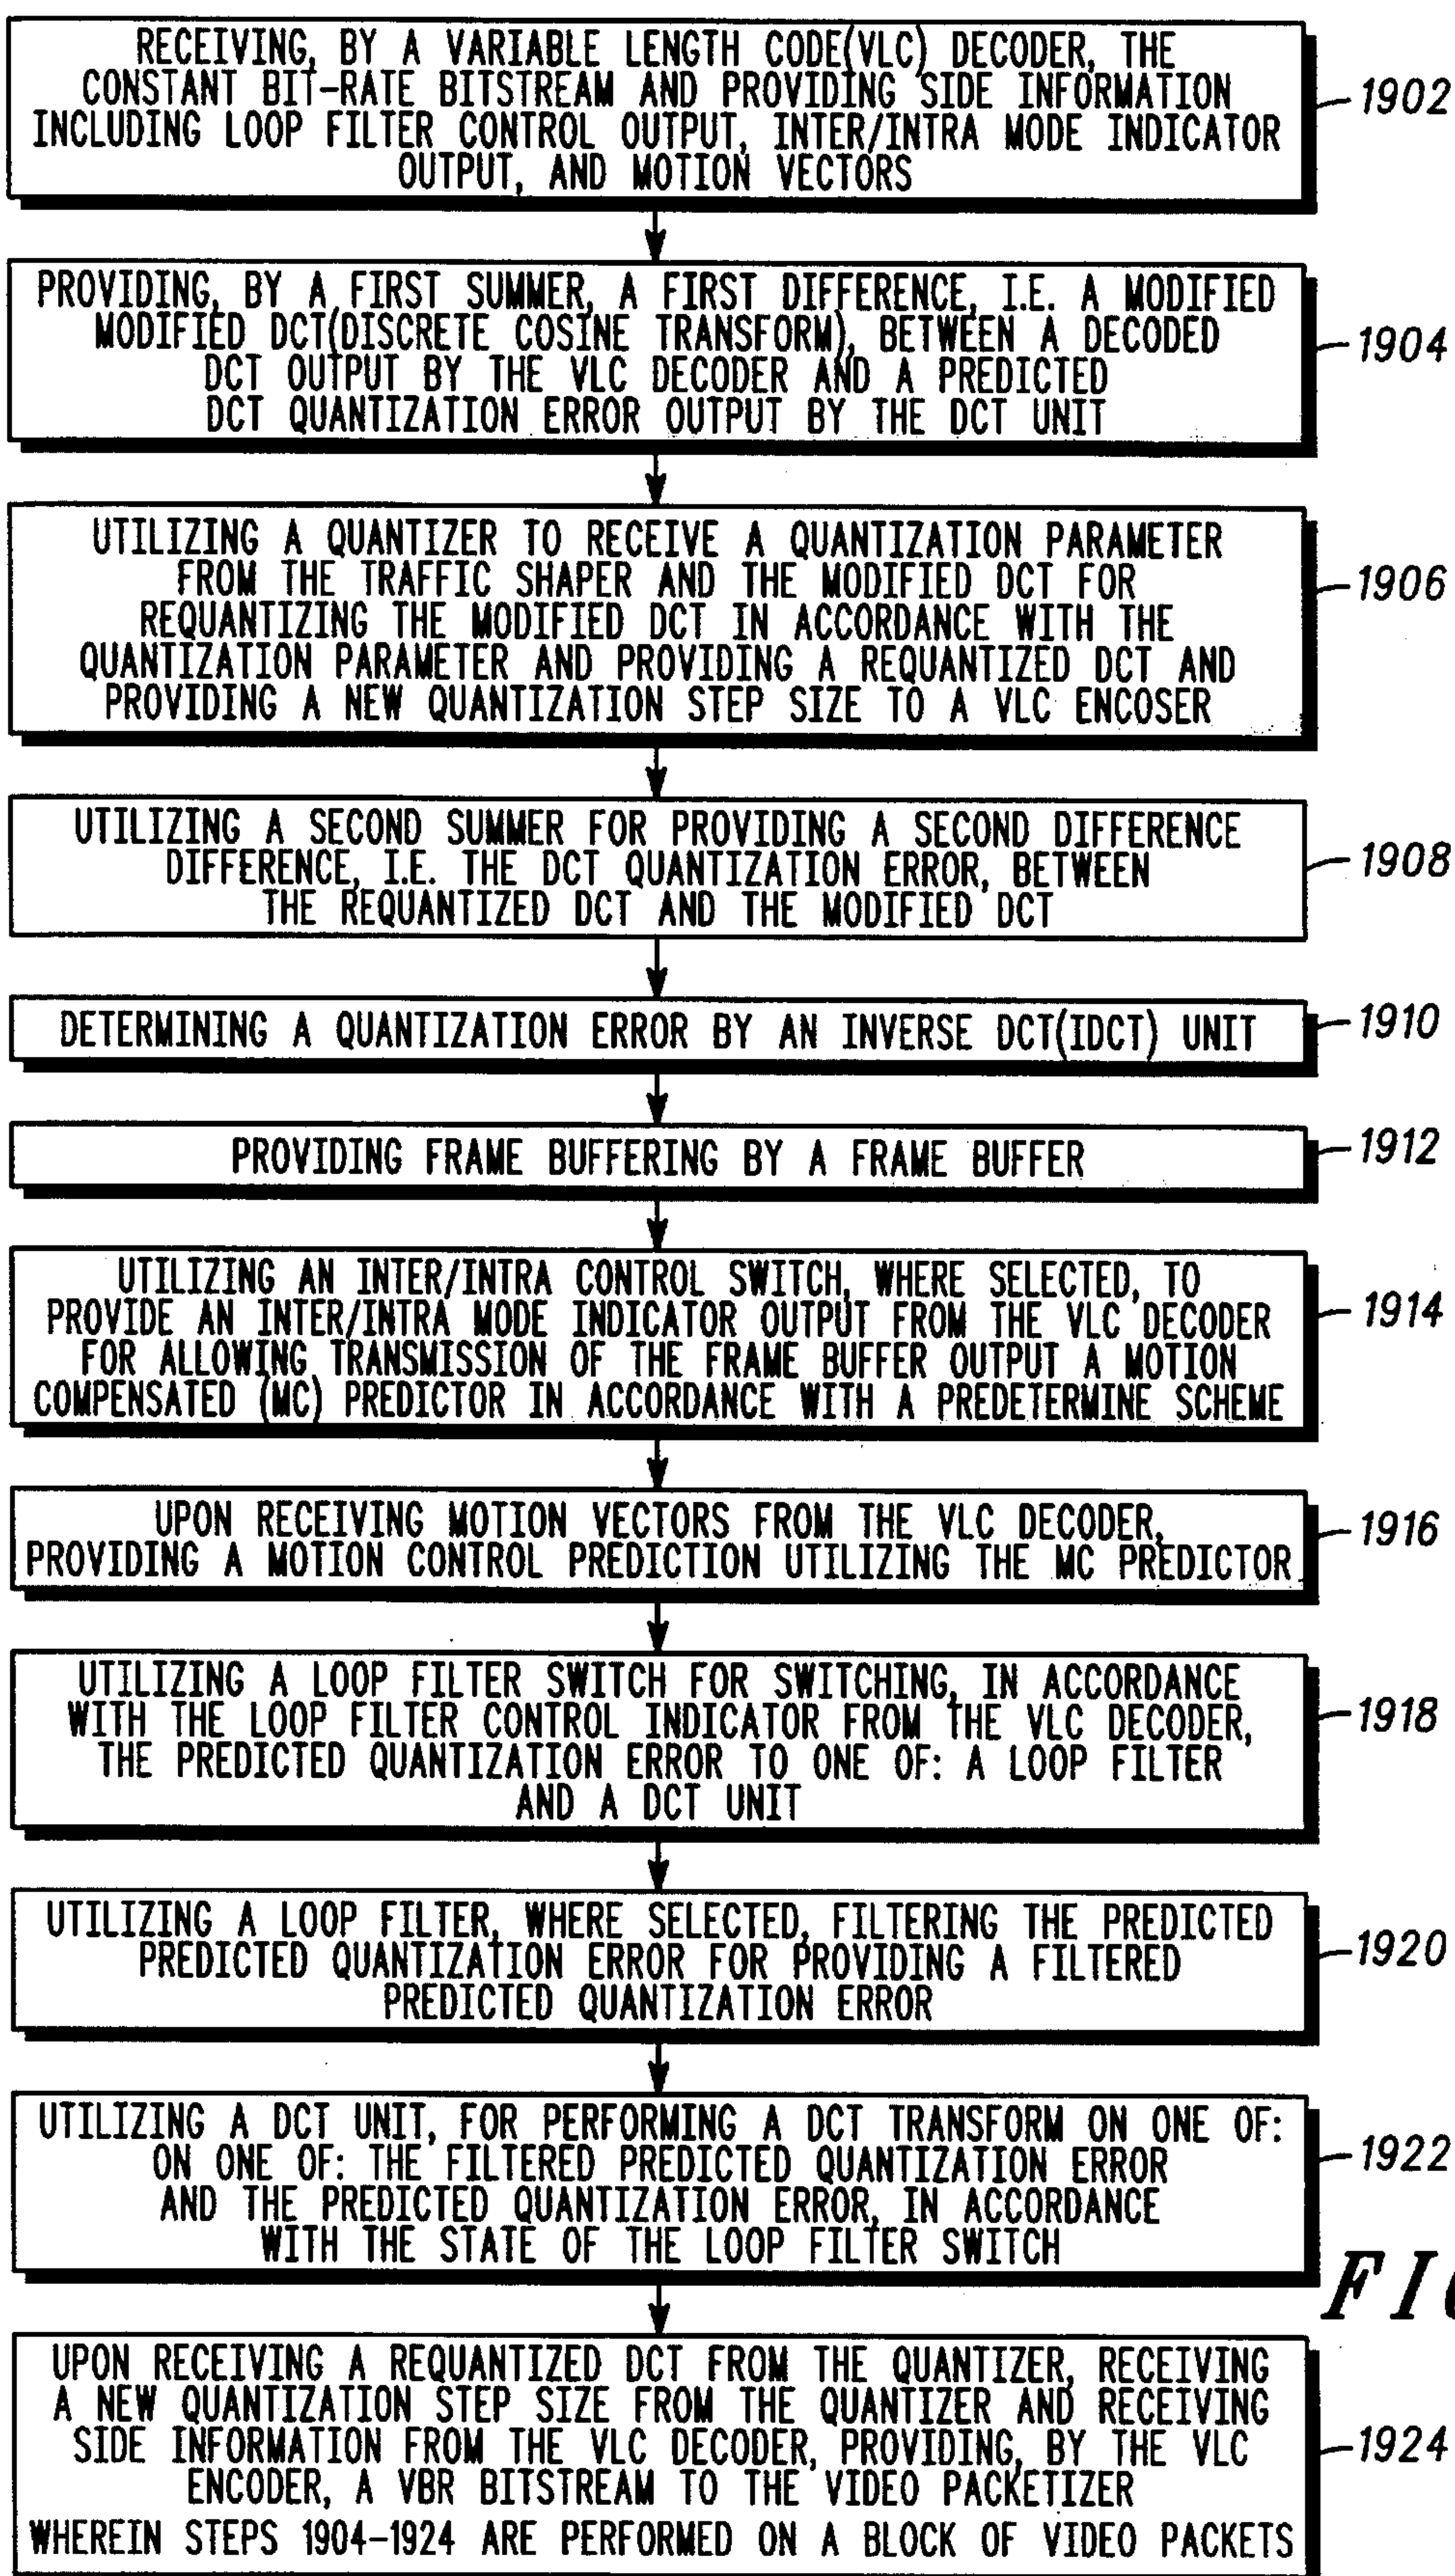 RECEIVING, BY A VARIABLE LENGTH CODE(VLC) DECODER, THE
CONSTANT BIT-RATE BITSTREAM AND PROVIDING SIDE INFORMATION
INCLUDING LOOP FILTER CONTROL OUTPUT, INTER/INTRA MODE INDICATOR
OUTPUT, AND MOTION VECTORS
1902
PROVIDING, BY A FIRST SUMMER, A FIRST DIFFERENCE, I.E. A MODIFIED
MODIFIED DCT(DISCRETE COSINE TRANSFORM), BETWEEN A DECODED
DCT OUTPUT BY THE VLC DECODER AND A PREDICTED
DCT QUANTIZATION ERROR OUTPUT BY THE DCT UNIT
1904
UTILIZING A QUANTIZER TO RECEIVE A QUANTIZATION PARAMETER
FROM THE TRAFFIC SHAPER AND THE MODIFIED DCT FOR
REQUANTIZING THE MODIFIED DCT IN ACCORDANCE WITH THE
QUANTIZATION PARAMETER AND PROVIDING A REQUANTIZED DCT AND
PROVIDING A NEW QUANTIZATION STEP SIZE TO A VLC ENCOSER
1906
UTILIZING A SECOND SUMMER FOR PROVIDING A SECOND DIFFERENCE
DIFFERENCE, I.E. THE DCT QUANTIZATION ERROR, BETWEEN
THE REQUANTIZED DCT AND THE MODIFIED DCT
1908
DETERMINING A QUANTIZATION ERROR BY AN INVERSE DCT(IDCT) UNIT
1910
PROVIDING FRAME BUFFERING BY A FRAME BUFFER
1912
UTILIZING AN INTER/INTRA CONTROL SWITCH, WHERE SELECTED, TO
PROVIDE AN INTER/INTRA MODE INDICATOR OUTPUT FROM THE VLC DECODER
FOR ALLOWING TRANSMISSION OF THE FRAME BUFFER OUTPUT A MOTION
COMPENSATED (MC) PREDICTOR IN ACCORDANCE WITH A PREDETERMINE SCHEME
1914
UPON RECEIVING MOTION VECTORS FROM THE VLC DECODER,
PROVIDING A MOTION CONTROL PREDICTION UTILIZING THE MC PREDICTOR
1916
UTILIZING A LOOP FILTER SWITCH FOR SWITCHING, IN ACCORDANCE
WITH THE LOOP FILTER CONTROL INDICATOR FROM THE VLC DECODER,
THE PREDICTED QUANTIZATION ERROR TO ONE OF: A LOOP FILTER
AND A DCT UNIT
1918
UTILIZING A LOOP FILTER, WHERE SELECTED, FILTERING THE PREDICTED
PREDICTED QUANTIZATION ERROR FOR PROVIDING A FILTERED
PREDICTED QUANTIZATION ERROR
1920
UTILIZING A DCT UNIT, FOR PERFORMING A DCT TRANSFORM ON ONE OF:
ON ONE OF: THE FILTERED PREDICTED QUANTIZATION ERROR
AND THE PREDICTED QUANTIZATION ERROR, IN ACCORDANCE
WITH THE STATE OF THE LOOP FILTER SWITCH
1922
UPON RECEIVING A REQUANTIZED DCT FROM THE QUANTIZER, RECEIVING
A NEW QUANTIZATION STEP SIZE FROM THE QUANTIZER AND RECEIVING
SIDE INFORMATION FROM THE VLC DECODER, PROVIDING, BY THE VLC
ENCODER, A VBR BITSTREAM TO THE VIDEO PACKETIZER
WHEREIN STEPS 1904-1924 ARE PERFORMED ON A BLOCK OF VIDEO PACKETS
1924